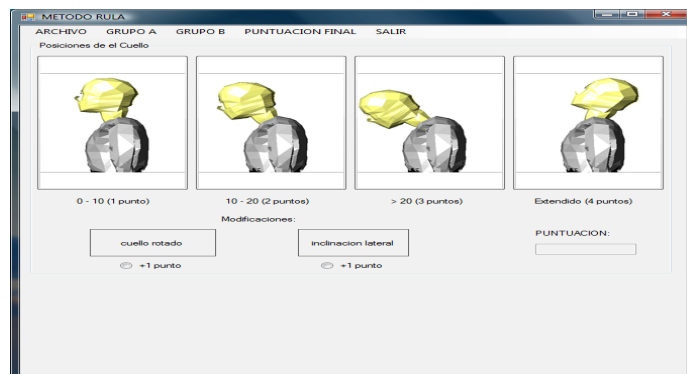 METODO RULA
ARCHIVO GRUPO A GRUPO B PUNTUACION FINAL SALIR
Posiciones de el Cuello
0 - 10 (1 punto) 10 - 20 (2 puntos) > 20 (3 puntos) Extendido (4 puntos)
Modificaciones:
cuello rotado inclinacion lateral PUNTUACION:
+1 punto +1 punto